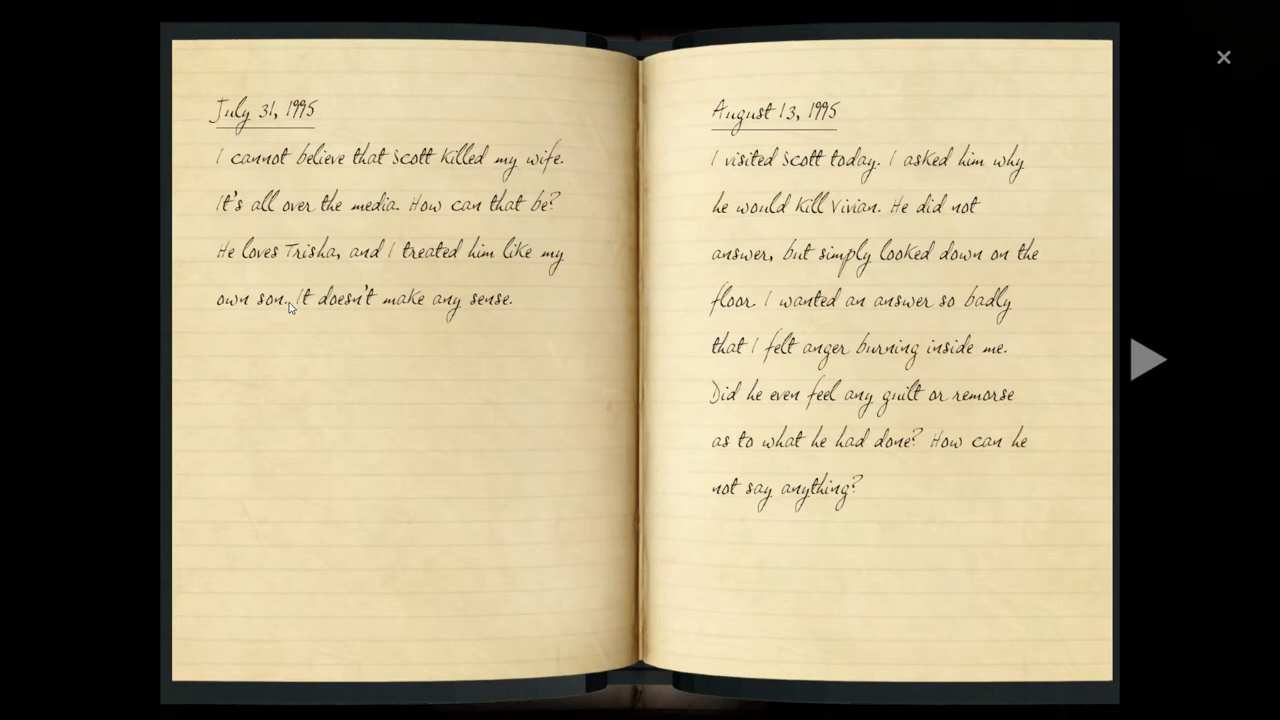 July 31, 1995
I cannot believe that Scott killed my wife.
It's all over the media. How can that be?
He loves Trisha, and I treated him like my
own son. It doesn't make any sense.
August 13, 1995
I visited Scott today. I asked him why
he would kill Vivian. He did not
answer, but simply looked down on the
floor. I wanted an answer so badly
that I felt anger burning inside me.
Did he even feel any guilt or remorse
as to what he had done? How can he
not say anything?